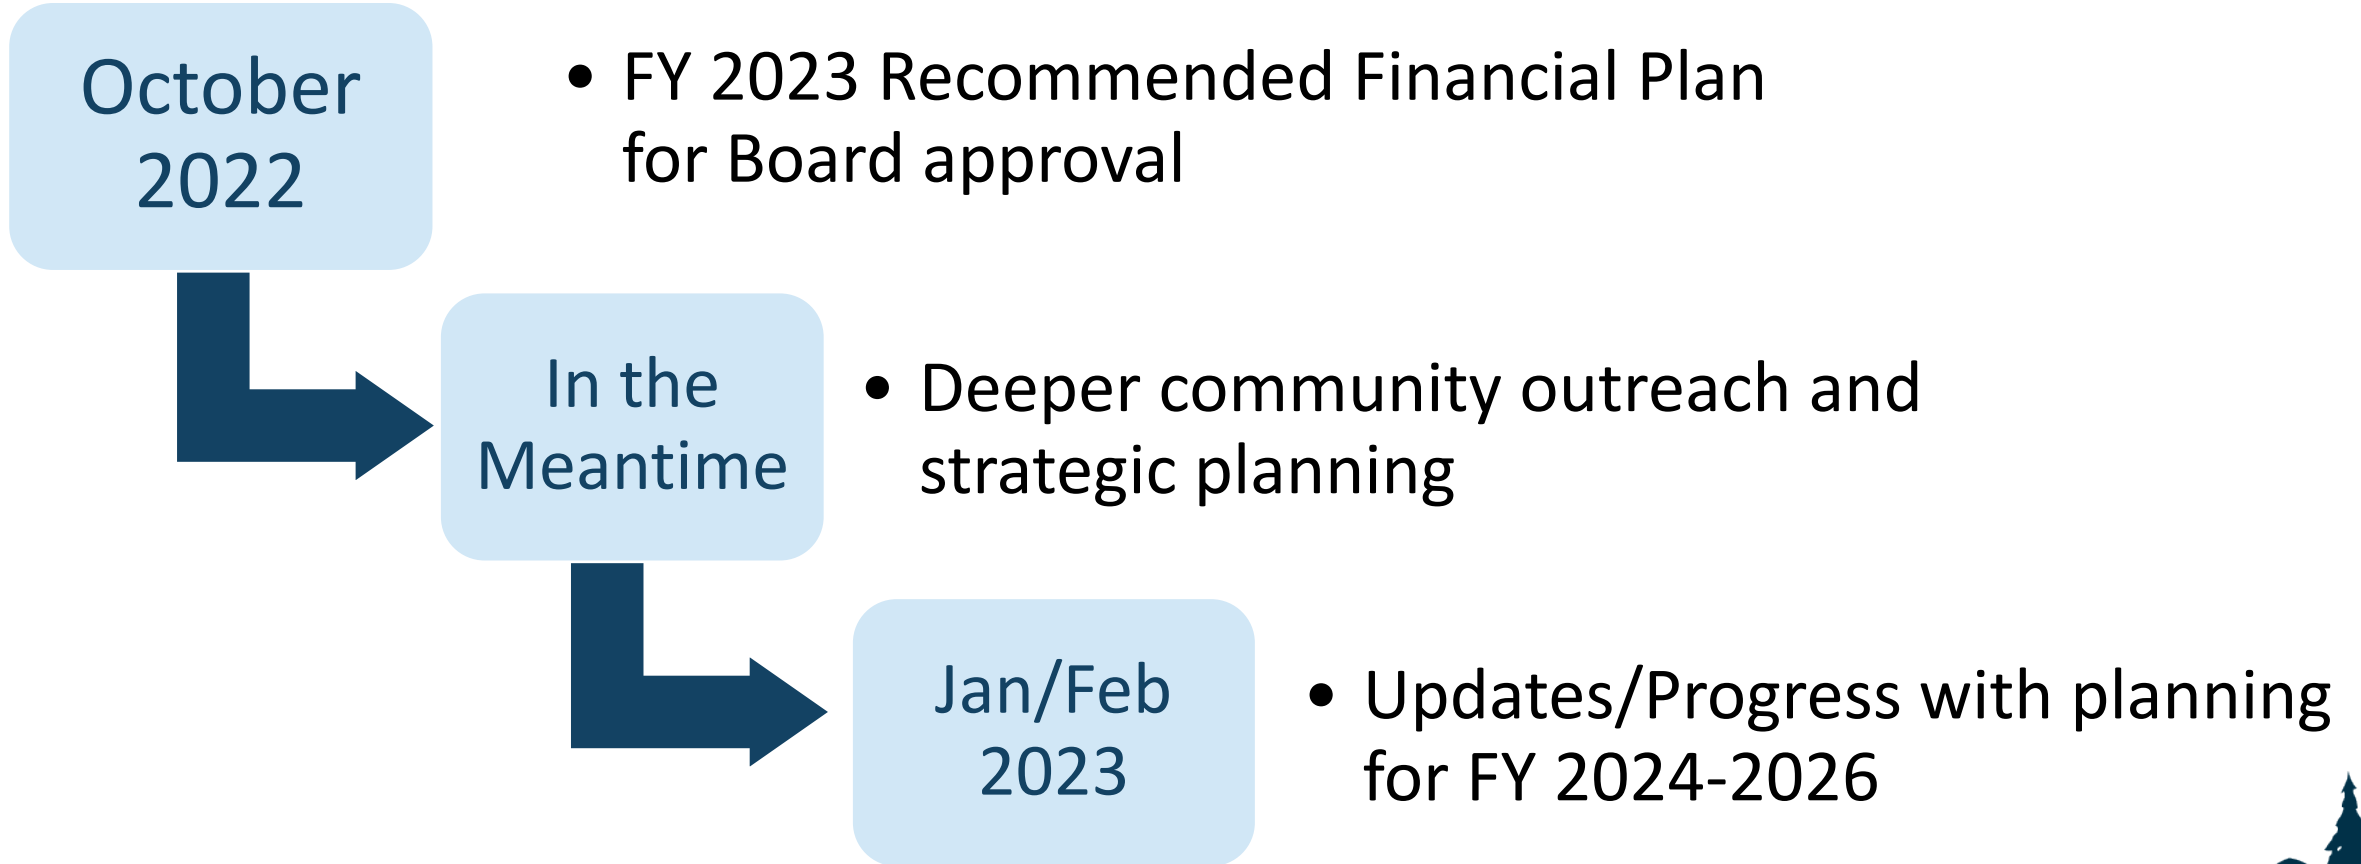 October
2022
• FY 2023 Recommended Financial Plan
for Board approval
In the
Meantime
• Deeper community outreach and
strategic planning
Jan/Feb
2023
• Updates/Progress with planning
for FY 2024-2026